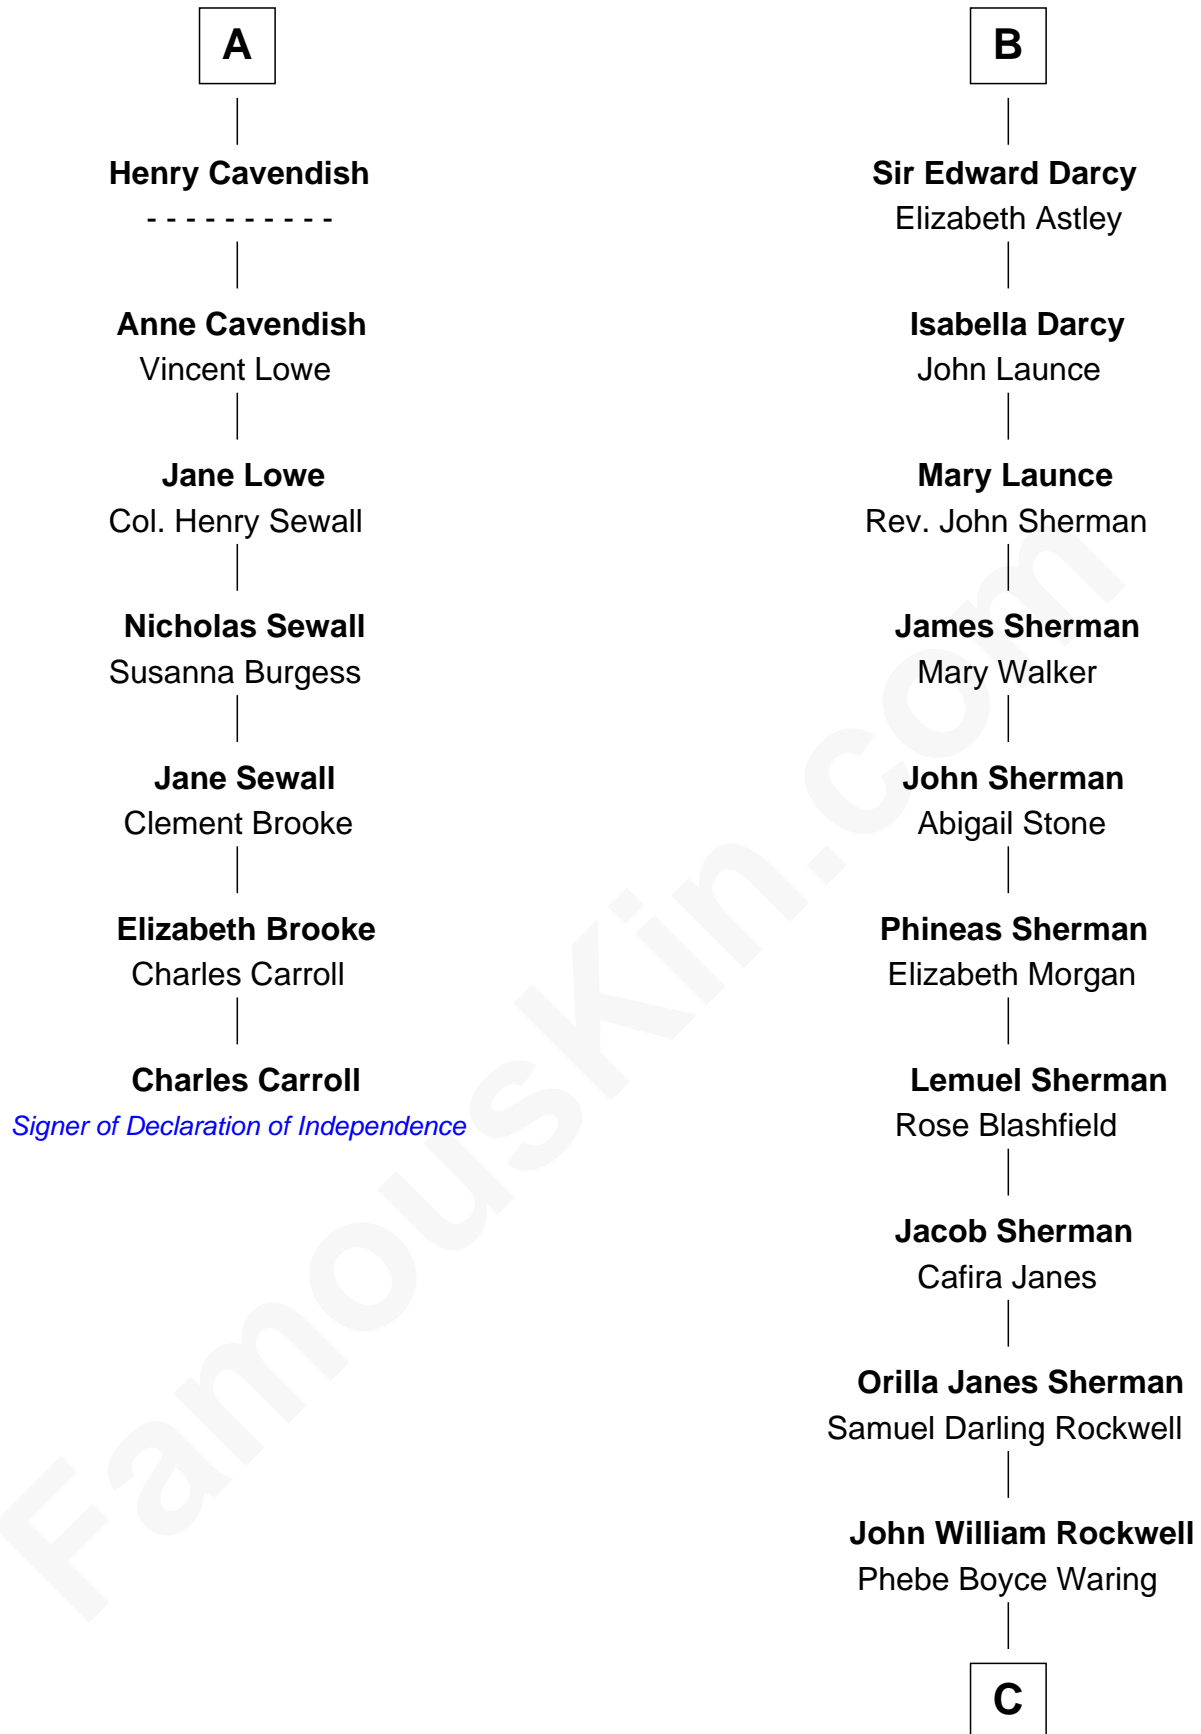 A
Henry Cavendish
- - - - - - - - - -
Anne Cavendish
Vincent Lowe
Jane Lowe
Col. Henry Sewall
Nicholas Sewall
Susanna Burgess
Jane Sewall
Clement Brooke
Elizabeth Brooke
Charles Carroll
Charles Carroll
Signer of Declaration of Independence
B
Sir Edward Darcy
Elizabeth Astley
Isabella Darcy
John Launce
Mary Launce
Rev. John Sherman
James Sherman
Mary Walker
John Sherman
Abigail Stone
Phineas Sherman
Elizabeth Morgan
Lemuel Sherman
Rose Blashfield
Jacob Sherman
Cafira Janes
Orilla Janes Sherman
Samuel Darling Rockwell
John William Rockwell
Phebe Boyce Waring
C
FamousKin.com